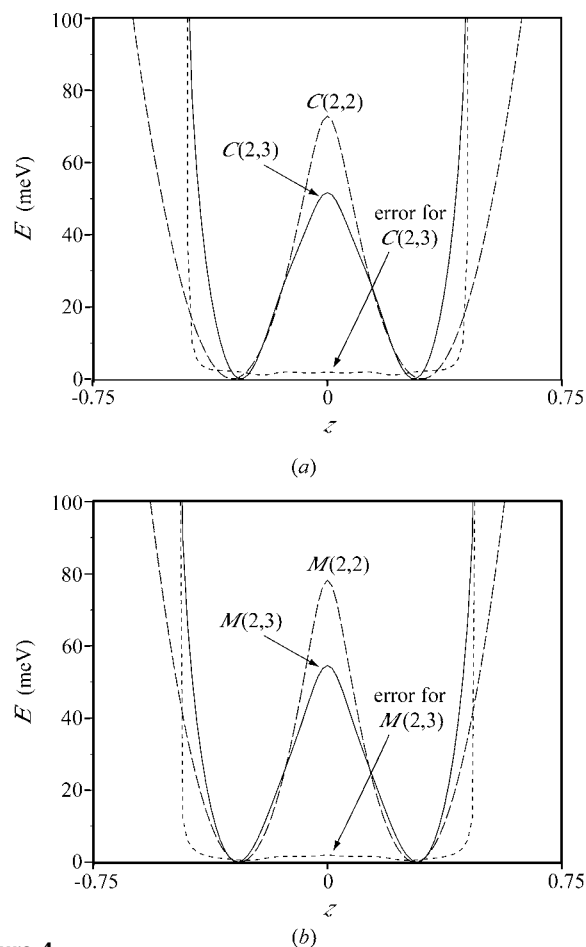 100
80
60
40
20
0
E (meV)
C(2,2)
C(2,3)
error for
C(2,3)
-0.75
0
0.75
z
(a)
100
80
60
40
20
0
E (meV)
M(2,2)
M(2,3)
error for
M(2,3)
-0.75
0
0.75
z
(b)